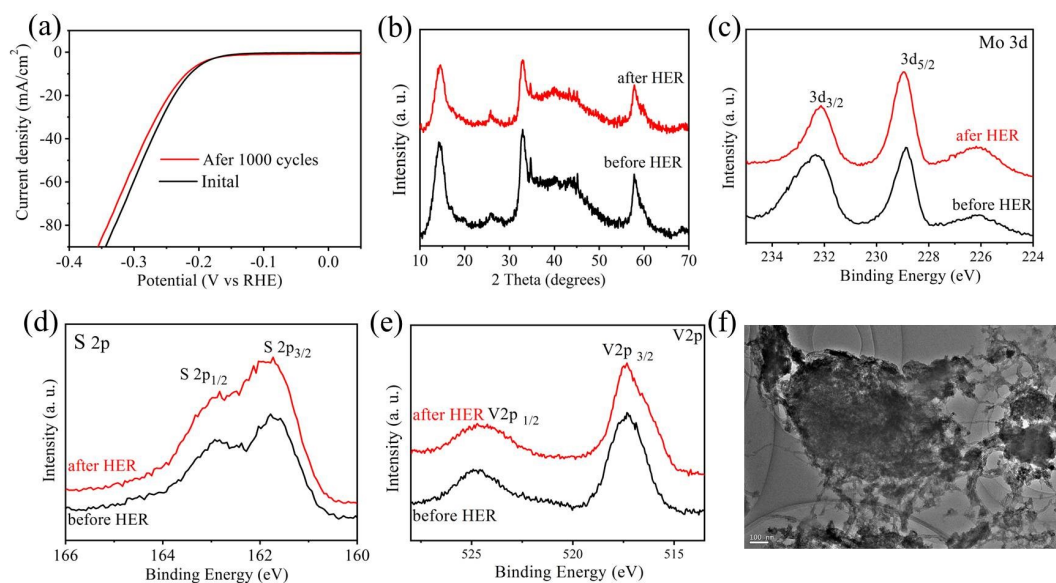 (a)
Current density (mA/cm²)
0
-20
-40
-60
-80
Afer 1000 cycles
Inital
-0.4 -0.3 -0.2 -0.1 0.0
Potential (V vs RHE)
(b)
Intensity (a. u.)
after HER
before HER
10 20 30 40 50 60 70
2 Theta (degrees)
(c)
Mo 3d
Intensity (a. u.)
3d3/2
3d5/2
afer HER
before HER
234 232 230 228 226 224
Binding Energy (eV)
(d)
S 2p
Intensity (a. u.)
S 2p1/2
S 2p3/2
after HER
before HER
166 164 162 160
Binding Energy (eV)
(e)
V2p
Intensity (a. u.)
V2p 3/2
after HER
V2p 1/2
before HER
525 520 515
Binding Energy (eV)
(f)
100 nm